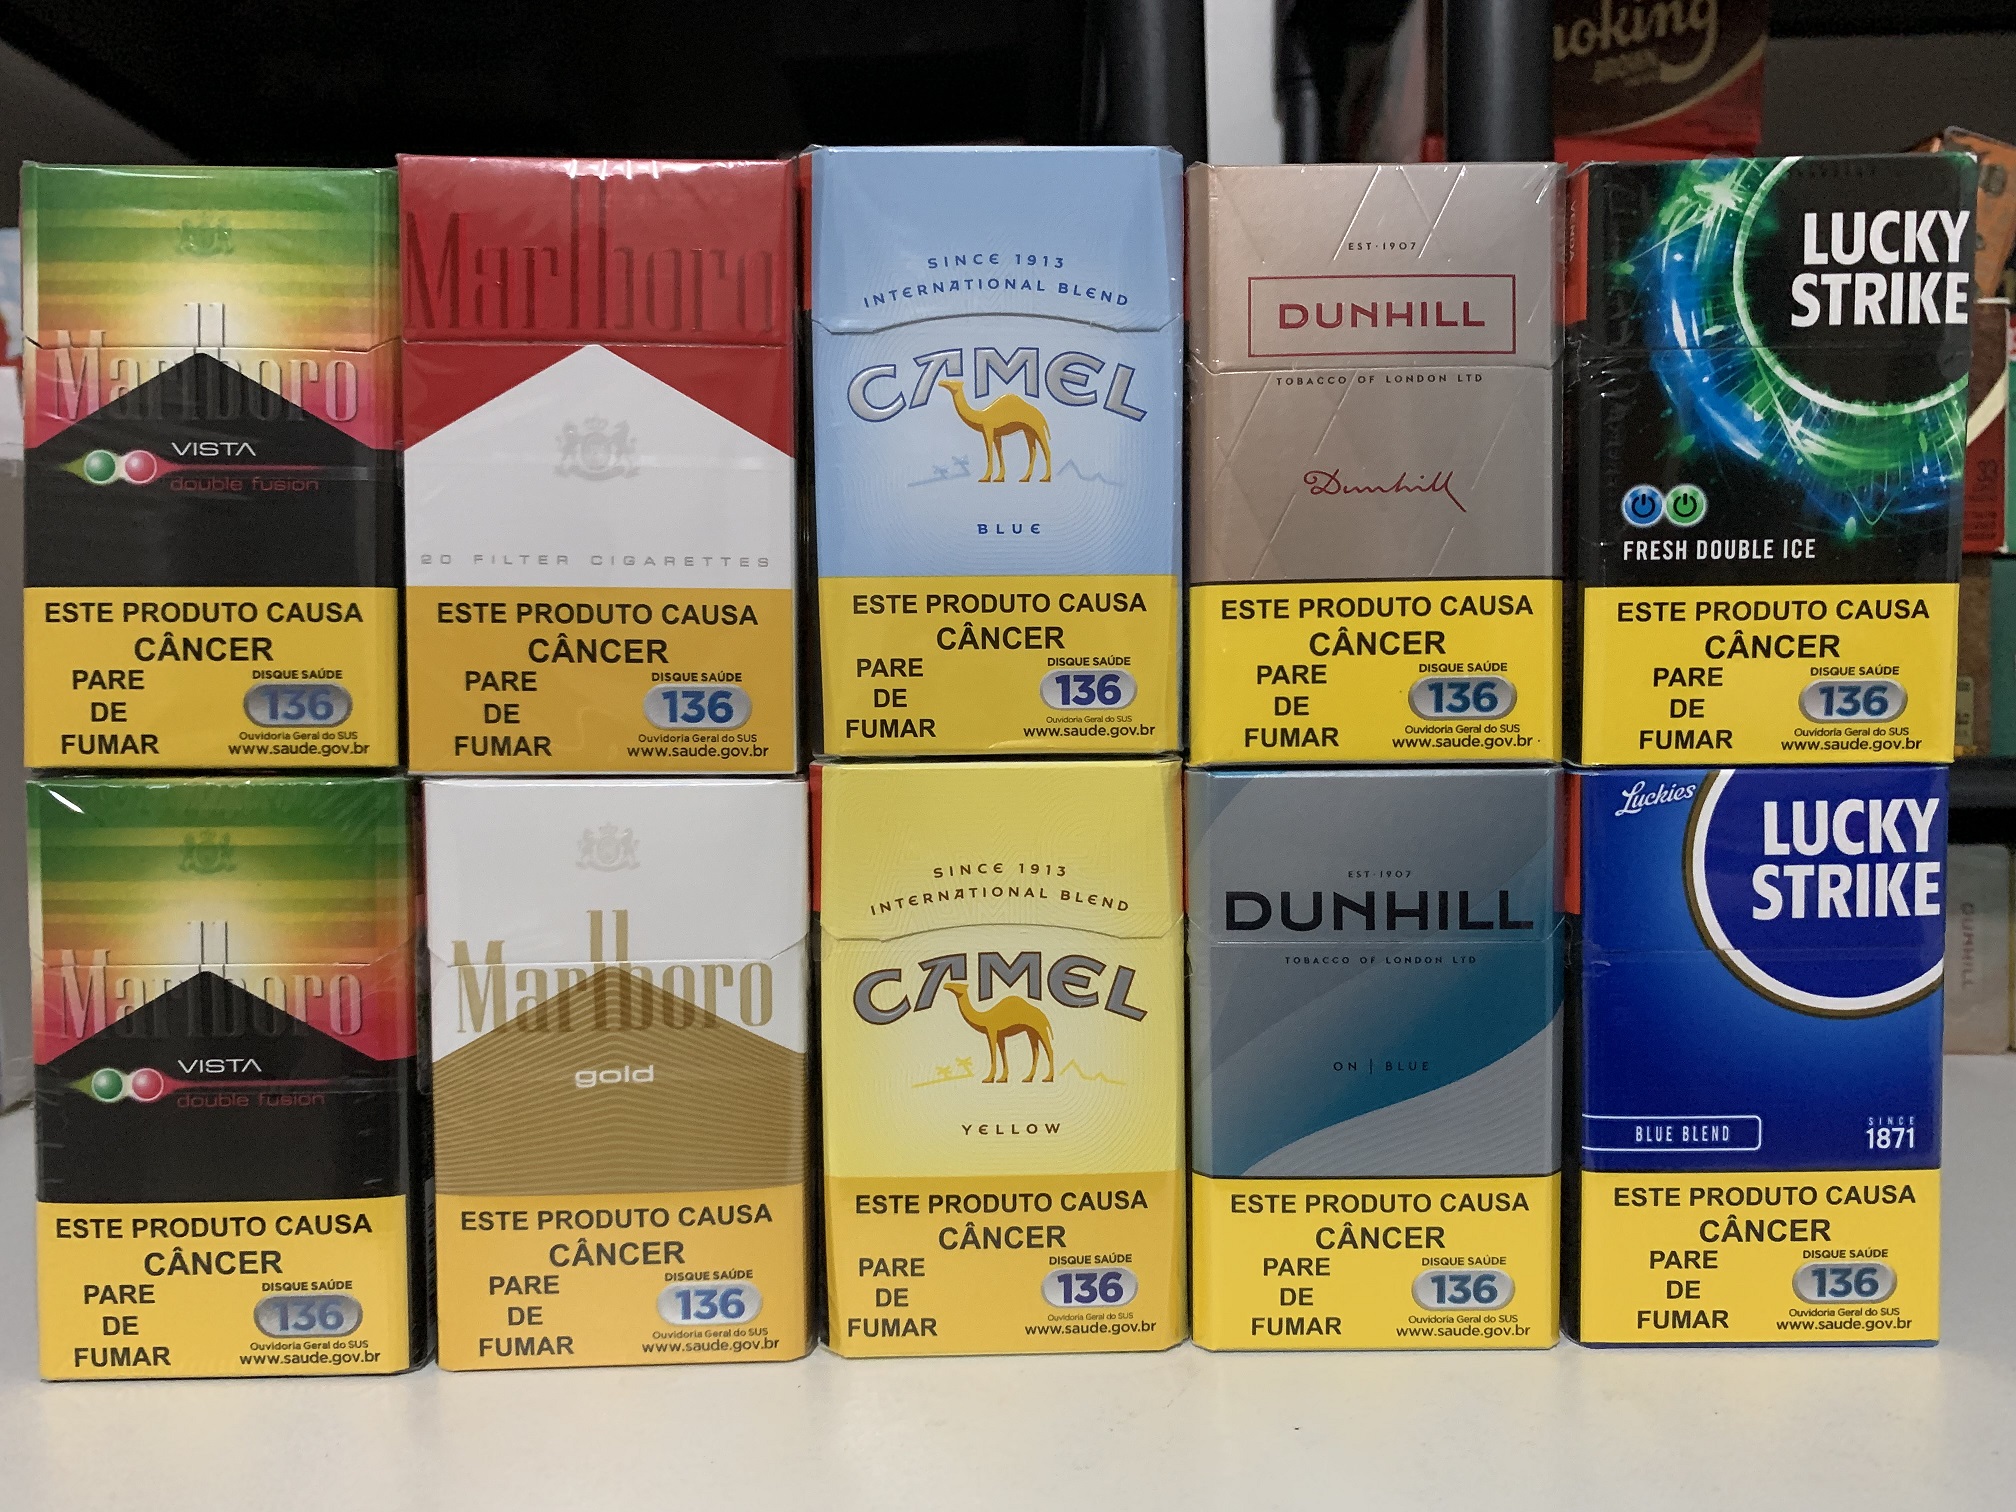 Smoking
BROWN
Marlboro
VISTA
double fusion
ESTE PRODUTO CAUSA
CÂNCER
PARE
DE
FUMAR
DISQUE SAÚDE
136
Ouvidoria Geral do SUS
www.saude.gov.br
Marlboro
20 FILTER CIGARETTES
ESTE PRODUTO CAUSA
CÂNCER
PARE
DE
FUMAR
DISQUE SAÚDE
136
Ouvidoria Geral do SUS
www.saude.gov.br
SINCE 1913
INTERNATIONAL BLEND
CAMEL
BLUE
ESTE PRODUTO CAUSA
CÂNCER
PARE
DE
FUMAR
DISQUE SAÚDE
136
Ouvidoria Geral do SUS
www.saude.gov.br
EST·1907
DUNHILL
TOBACCO OF LONDON LTD
Dunhill
ESTE PRODUTO CAUSA
CÂNCER
PARE
DE
FUMAR
DISQUE SAÚDE
136
Ouvidoria Geral do SUS
www.saude.gov.br
LUCKY
STRIKE
FRESH DOUBLE ICE
ESTE PRODUTO CAUSA
CÂNCER
PARE
DE
FUMAR
DISQUE SAÚDE
136
Ouvidoria Geral do SUS
www.saude.gov.br
Marlboro
VISTA
double fusion
ESTE PRODUTO CAUSA
CÂNCER
PARE
DE
FUMAR
DISQUE SAÚDE
136
Ouvidoria Geral do SUS
www.saude.gov.br
Marlboro
gold
ESTE PRODUTO CAUSA
CÂNCER
PARE
DE
FUMAR
DISQUE SAÚDE
136
Ouvidoria Geral do SUS
www.saude.gov.br
SINCE 1913
INTERNATIONAL BLEND
CAMEL
YELLOW
ESTE PRODUTO CAUSA
CÂNCER
PARE
DE
FUMAR
DISQUE SAÚDE
136
Ouvidoria Geral do SUS
www.saude.gov.br
EST·1907
DUNHILL
TOBACCO OF LONDON LTD
ON | BLUE
ESTE PRODUTO CAUSA
CÂNCER
PARE
DE
FUMAR
DISQUE SAÚDE
136
Ouvidoria Geral do SUS
www.saude.gov.br
Luckies
LUCKY
STRIKE
BLUE BLEND
SINCE
1871
ESTE PRODUTO CAUSA
CÂNCER
PARE
DE
FUMAR
DISQUE SAÚDE
136
Ouvidoria Geral do SUS
www.saude.gov.br
DUNHILL